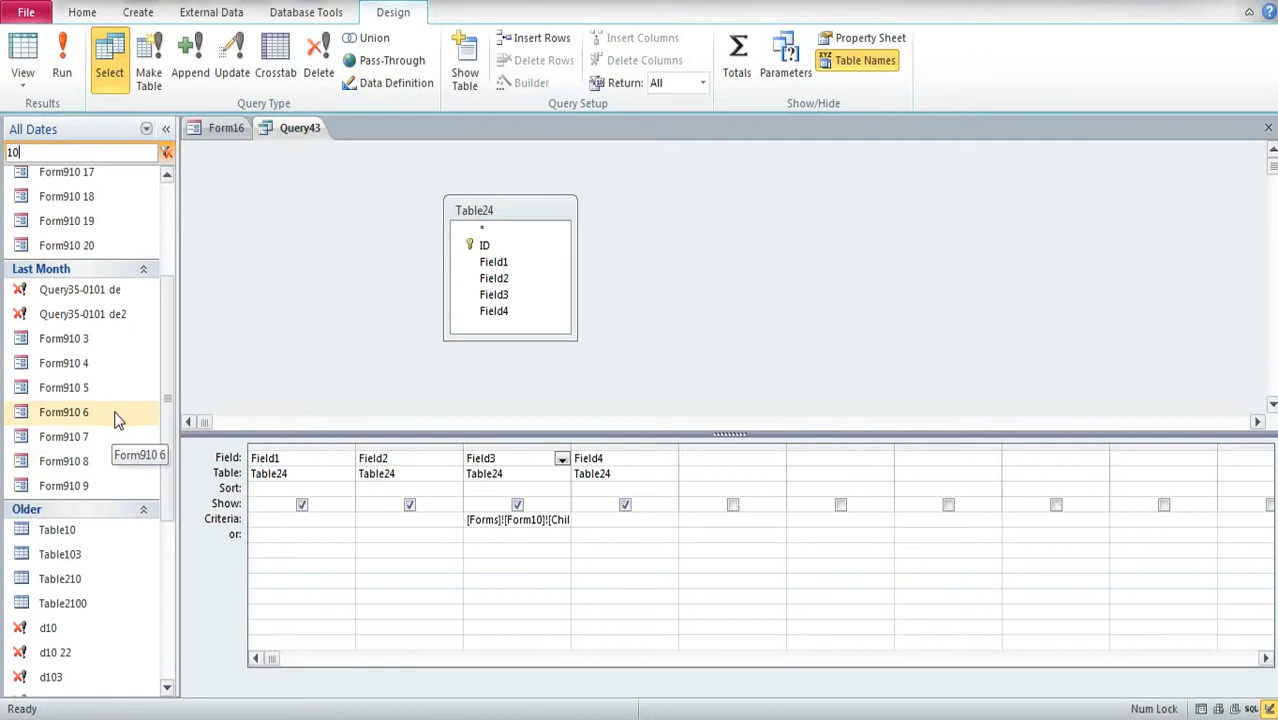 File Home Create External Data Database Tools Design
View Run Select Make Table Append Update Crosstab Delete
Union
Pass-Through
Data Definition
Show Table
Insert Rows
Delete Rows
Builder
Insert Columns
Delete Columns
Return: All
Totals Parameters
Property Sheet
XYZ Table Names
Results Query Type Query Setup Show/Hide
All Dates
10
Form910 17
Form910 18
Form910 19
Form910 20
Last Month
Query35-0101 de
Query35-0101 de2
Form910 3
Form910 4
Form910 5
Form910 6
Form910 7
Form910 6
Form910 8
Form910 9
Older
Table10
Table103
Table210
Table2100
d10
d10 22
d103
Form16 Query43
Table24
*
ID
Field1
Field2
Field3
Field4
Field: Field1 Field2 Field3 Field4
Table: Table24 Table24 Table24 Table24
Sort:
Show:
Criteria: [Forms]![Form10]![Chil
or:
Ready Num Lock SQL